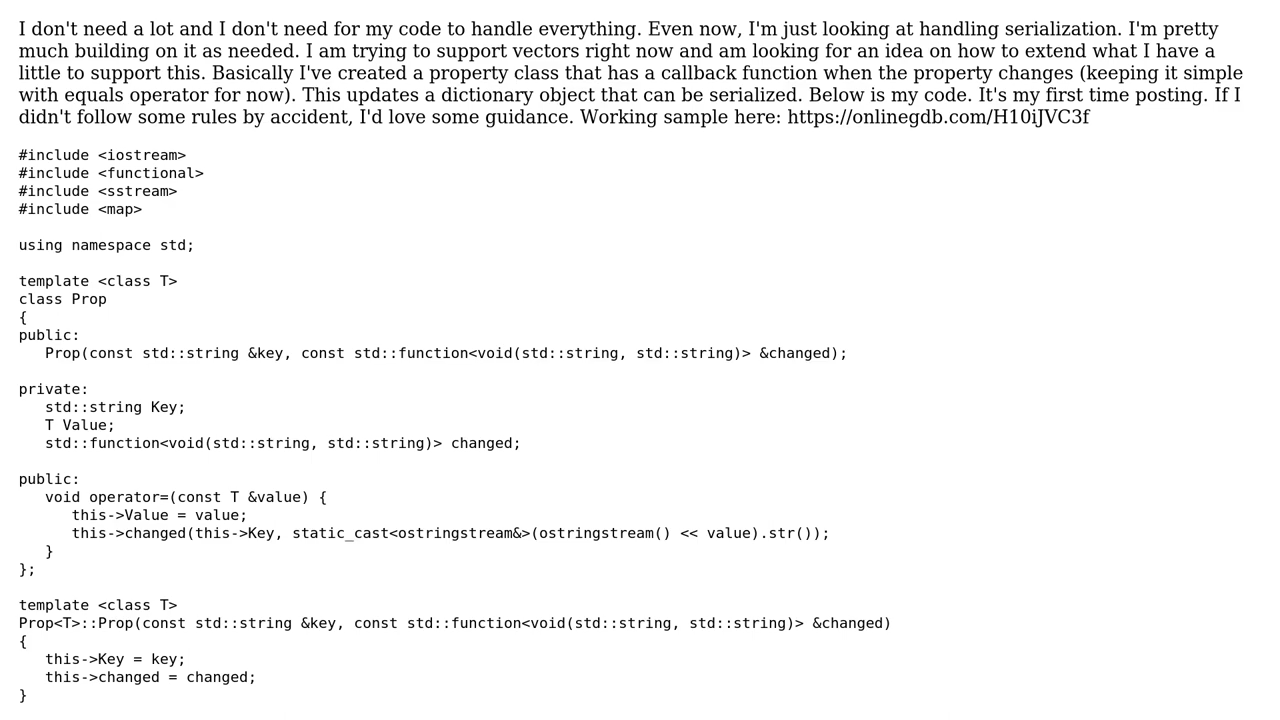 I don't need a lot and I don't need for my code to handle everything. Even now, I'm just looking at handling serialization. I'm pretty
much building on it as needed. I am trying to support vectors right now and am looking for an idea on how to extend what I have a
little to support this. Basically I've created a property class that has a callback function when the property changes (keeping it simple
with equals operator for now). This updates a dictionary object that can be serialized. Below is my code. It's my first time posting. If I
didn't follow some rules by accident, I'd love some guidance. Working sample here: https://onlinegdb.com/H10iJVC3f

#include <iostream>
#include <functional>
#include <sstream>
#include <map>

using namespace std;

template <class T>
class Prop
{
public:
   Prop(const std::string &key, const std::function<void(std::string, std::string)> &changed);

private:
   std::string Key;
   T Value;
   std::function<void(std::string, std::string)> changed;

public:
   void operator=(const T &value) {
      this->Value = value;
      this->changed(this->Key, static_cast<ostringstream&>(ostringstream() << value).str());
   }
};

template <class T>
Prop<T>::Prop(const std::string &key, const std::function<void(std::string, std::string)> &changed)
{
   this->Key = key;
   this->changed = changed;
}